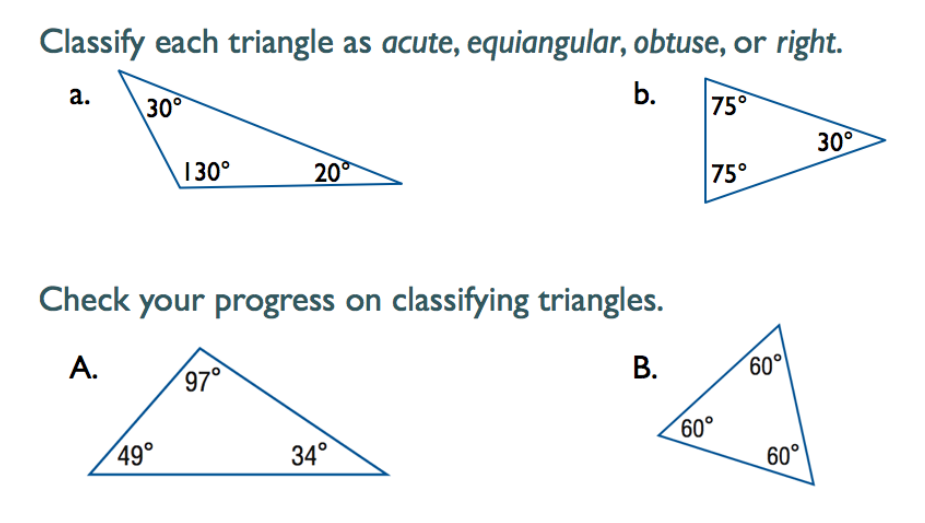 Classify each triangle as acute, equiangular, obtuse, or right.
a.
30°
130°
20°
b.
75°
30°
75°
Check your progress on classifying triangles.
A.
97°
49°
34°
B.
60°
60°
60°